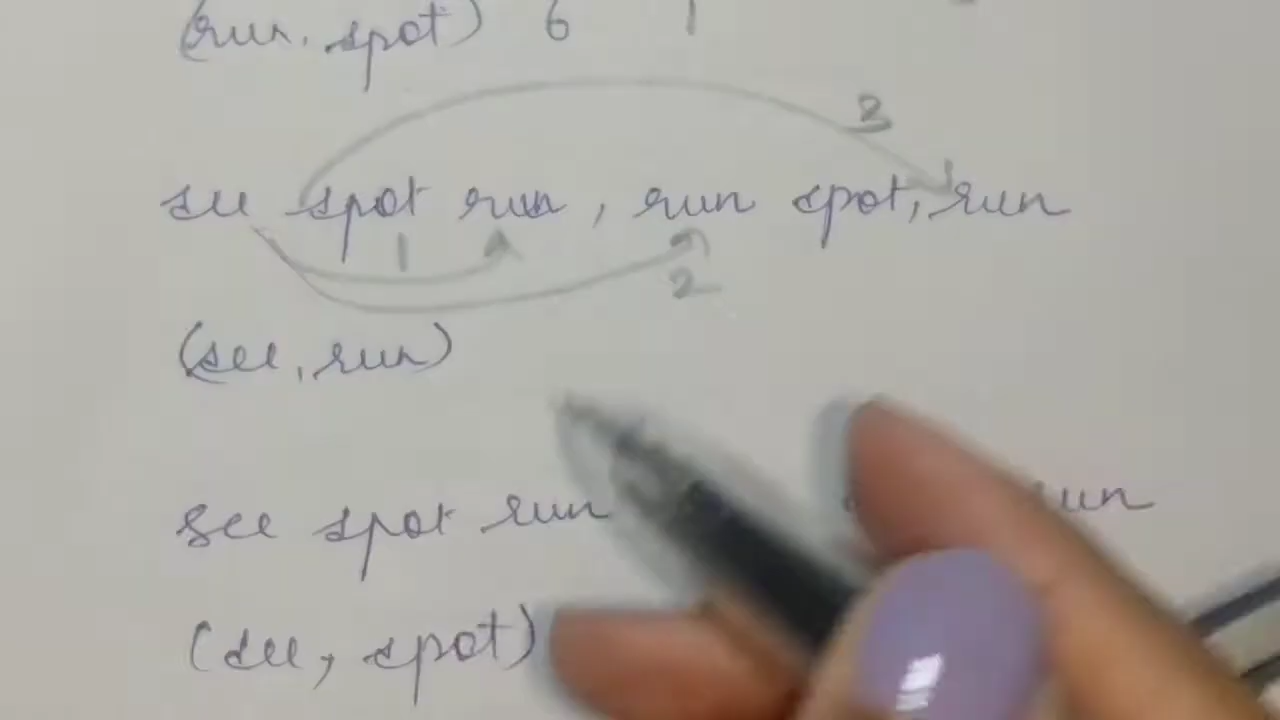 (run, spot) 6 1
3
see spot run, run spot, run
1
2
(see, run)
see spot run
(see, spot)